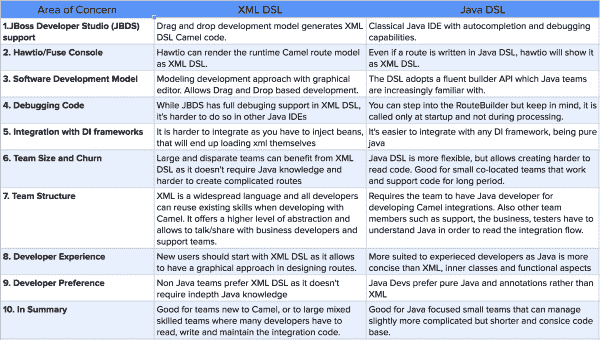 Area of Concern
XML DSL
Java DSL
1.JBoss Developer Studio (JBDS)
support
Drag and drop development model generates XML
DSL Camel code.
Classical Java IDE with autocompletion and debugging
capabilities.
2. Hawtio/Fuse Console
Hawtio can render the runtime Camel route model
as XML DSL.
Even if a route is written in Java DSL, hawtio will show it
as XML DSL.
3. Software Development Model
Modeling development approach with graphical
editor. Allows Drag and Drop based development.
The DSL adopts a fluent builder API which Java teams
are increasingly familiar with.
4. Debugging Code
While JBDS has full debuging support in XML DSL,
it's harder to do so in other Java IDEs
You can step into the RouteBuilder but keep in mind, it is
called only at startup and not during processing.
5. Integration with DI frameworks
It is harder to integrate as you have to inject beans,
that will end up loading xml themselves
It's easier to integrate with any DI framework, being pure
java
6. Team Size and Churn
Large and disparate teams can benefit from XML
DSL as it doesn't require Java knowledge and
harder to create complicated routes
Java DSL is more flexible, but allows creating harder to
read code. Good for small co-located teams that work
and support code for long period.
7. Team Structure
XML is a widespread language and all developers
can reuse existing skills when developing with
Camel. It offers a higher level of abstraction and
allows to talk/share with business developers and
support teams.
Requires the team to have Java developer for
developing Camel integrations. Also other team
members such as support, the business, testers have to
understand Java in order to read the integration flow.
8. Developer Experience
New users should start with XML DSL as it allows
to have a graphical approach in designing routes.
More suited to experieced developers as Java is more
concise than XML, inner classes and functional aspects
9. Developer Preference
Non Java teams prefer XML DSL as it doesn't
require indepth Java knowledge
Java Devs prefer pure Java and annotations rather than
XML
10. In Summary
Good for teams new to Camel, or to large mixed
skilled teams where many developers have to
read, write and maintain the integration code.
Good for Java focused small teams that can manage
slightly more complicated but shorter and consice code
base.